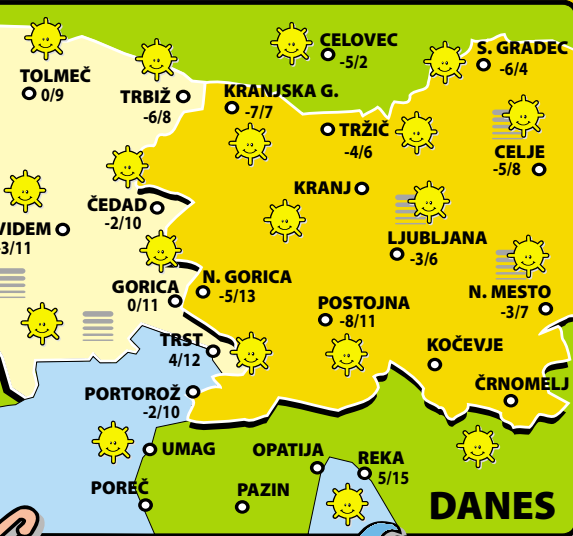 CELOVEC
-5/2
S. GRADEC
-6/4
TOLMEČ
0/9
TRBIŽ
-6/8
KRANJSKA G.
-7/7
TRŽIČ
-4/6
CELJE
-5/8
KRANJ
ČEDAD
-2/10
VIDEM
-3/11
LJUBLJANA
-3/6
GORICA
0/11
N. GORICA
-5/13
N. MESTO
-3/7
POSTOJNA
-8/11
TRST
4/12
KOČEVJE
ČRNOMELJ
PORTOROŽ
-2/10
UMAG
OPATIJA
REKA
5/15
POREČ
PAZIN
DANES